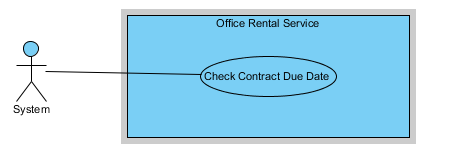 Office Rental Service
Check Contract Due Date
System